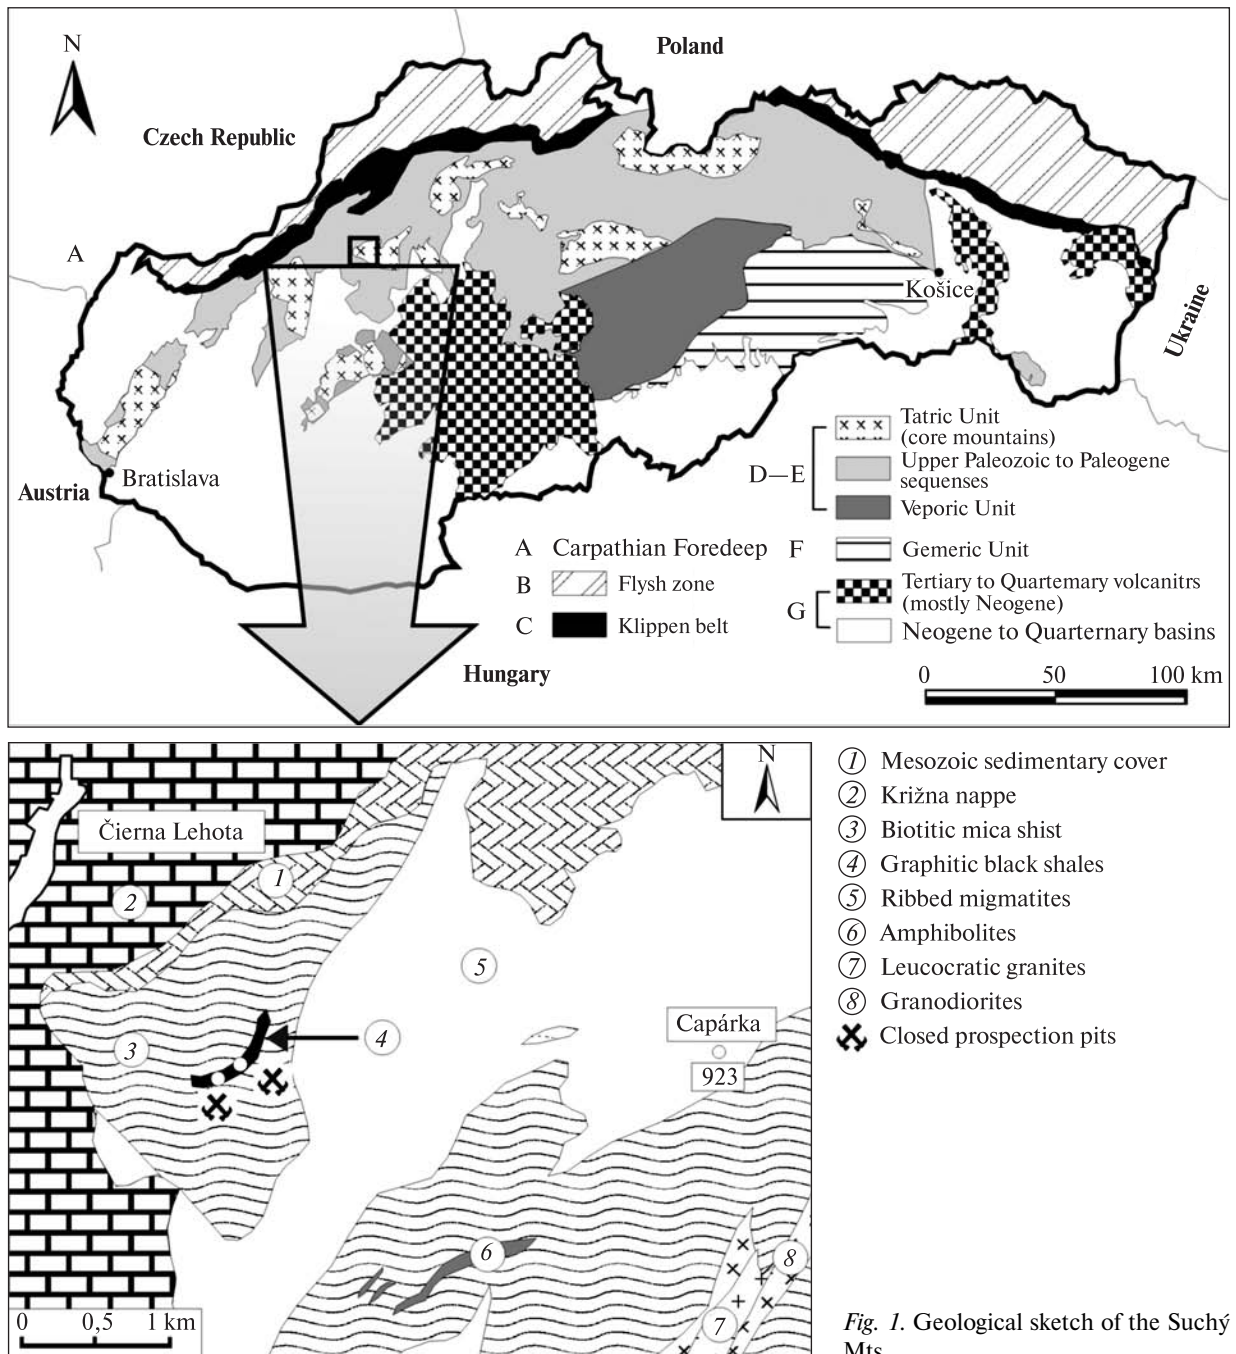 N
Poland
Czech Republic
A
Košice
Ukraine
Bratislava
Austria
Hungary
D—E
Tatric Unit
(core mountains)
Upper Paleozoic to Paleogene
sequenses
Veporic Unit
A Carpathian Foredeep
B Flysh zone
C Klippen belt
F Gemeric Unit
G
Tertiary to Quartemary volcanitrs
(mostly Neogene)
Neogene to Quarternary basins
0 50 100 km
N
Čierna Lehota
1
2
3
4
5
Capárka
923
6
7
8
0 0,5 1 km
1 Mesozoic sedimentary cover
2 Križna nappe
3 Biotitic mica shist
4 Graphitic black shales
5 Ribbed migmatites
6 Amphibolites
7 Leucocratic granites
8 Granodiorites
Closed prospection pits
Fig. 1. Geological sketch of the Suchý
Mts